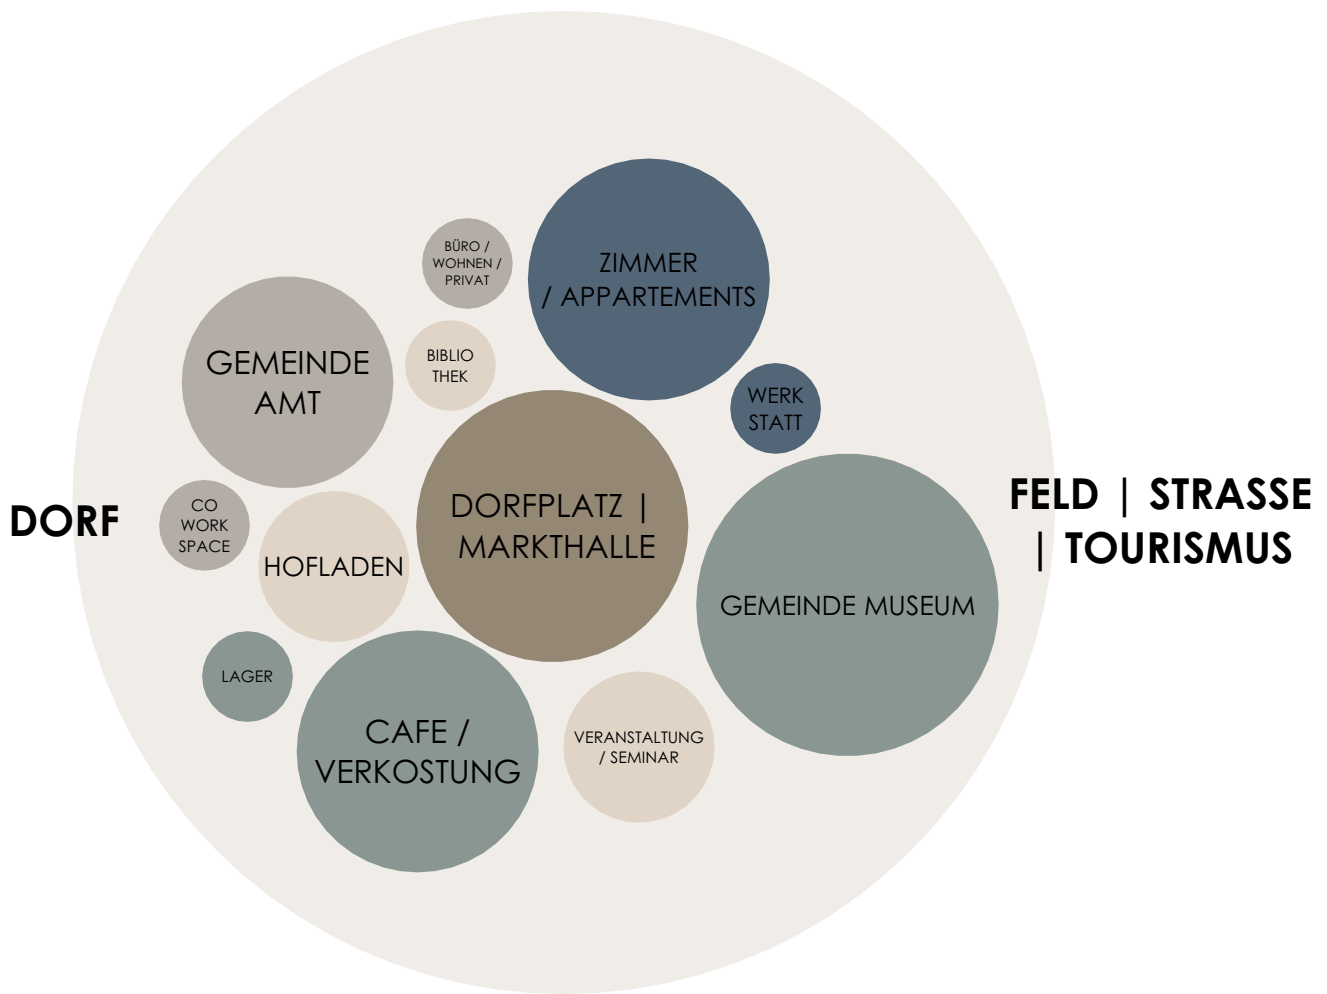 BÜRO /
WOHNEN /
PRIVAT
ZIMMER
/ APPARTEMENTS
GEMEINDE
AMT
BIBLIO
THEK
WERK
STATT
DORF
CO
WORK
SPACE
HOFLADEN
DORFPLATZ |
MARKTHALLE
GEMEINDE MUSEUM
FELD | STRASSE
| TOURISMUS
LAGER
CAFE /
VERKOSTUNG
VERANSTALTUNG
/ SEMINAR